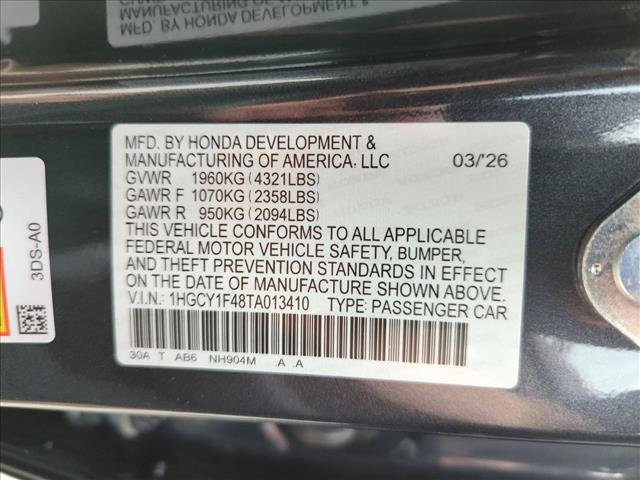 MFD. BY HONDA DEVELOPMENT &
MANUFACTURING OF AMERICA, LLC 03/'26
GVWR 1960KG (4321LBS)
GAWR F 1070KG (2358LBS)
GAWR R 950KG (2094LBS)
THIS VEHICLE CONFORMS TO ALL APPLICABLE
FEDERAL MOTOR VEHICLE SAFETY, BUMPER,
AND THEFT PREVENTION STANDARDS IN EFFECT
ON THE DATE OF MANUFACTURE SHOWN ABOVE.
V.I.N.: 1HGCY1F48TA013410 TYPE: PASSENGER CAR
30A T AB6 NH904M .A .A
3DS-A0